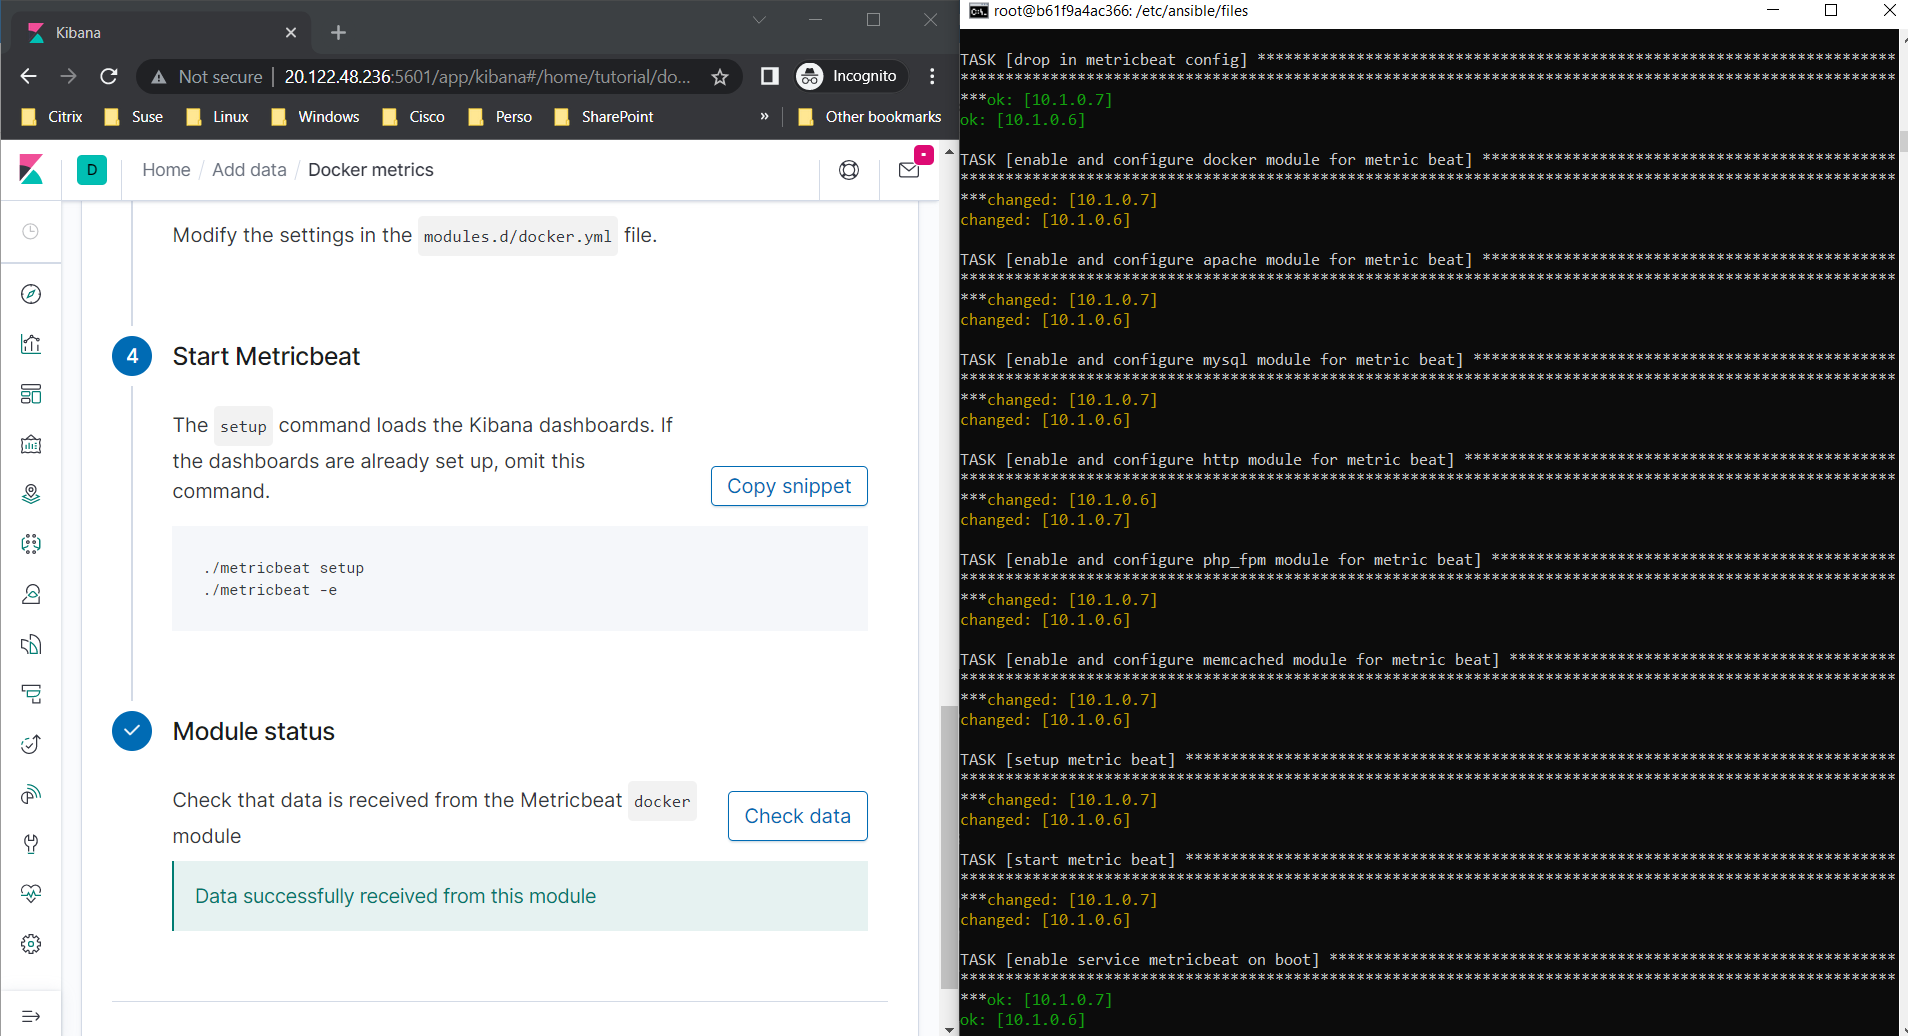 Kibana
Not secure | 20.122.48.236:5601/app/kibana#/home/tutorial/do...
Incognito
Citrix
Suse
Linux
Windows
Cisco
Perso
SharePoint
»
Other bookmarks
D
Home / Add data / Docker metrics
Modify the settings in the modules.d/docker.yml file.
4
Start Metricbeat
The setup command loads the Kibana dashboards. If
the dashboards are already set up, omit this
command.
Copy snippet
./metricbeat setup
./metricbeat -e
Module status
Check that data is received from the Metricbeat docker
module
Check data
Data successfully received from this module
root@b61f9a4ac366: /etc/ansible/files
TASK [drop in metricbeat config] ***********************************************************************
********************************************************************************************************
***ok: [10.1.0.7]
ok: [10.1.0.6]
TASK [enable and configure docker module for metric beat] **********************************************
********************************************************************************************************
***changed: [10.1.0.7]
changed: [10.1.0.6]
TASK [enable and configure apache module for metric beat] **********************************************
********************************************************************************************************
***changed: [10.1.0.7]
changed: [10.1.0.6]
TASK [enable and configure mysql module for metric beat] ***********************************************
********************************************************************************************************
***changed: [10.1.0.7]
changed: [10.1.0.6]
TASK [enable and configure http module for metric beat] ************************************************
********************************************************************************************************
***changed: [10.1.0.6]
changed: [10.1.0.7]
TASK [enable and configure php_fpm module for metric beat] *********************************************
********************************************************************************************************
***changed: [10.1.0.7]
changed: [10.1.0.6]
TASK [enable and configure memcached module for metric beat] *******************************************
********************************************************************************************************
***changed: [10.1.0.7]
changed: [10.1.0.6]
TASK [setup metric beat] *******************************************************************************
********************************************************************************************************
***changed: [10.1.0.7]
changed: [10.1.0.6]
TASK [start metric beat] *******************************************************************************
********************************************************************************************************
***changed: [10.1.0.7]
changed: [10.1.0.6]
TASK [enable service metricbeat on boot] ***************************************************************
********************************************************************************************************
***ok: [10.1.0.7]
ok: [10.1.0.6]